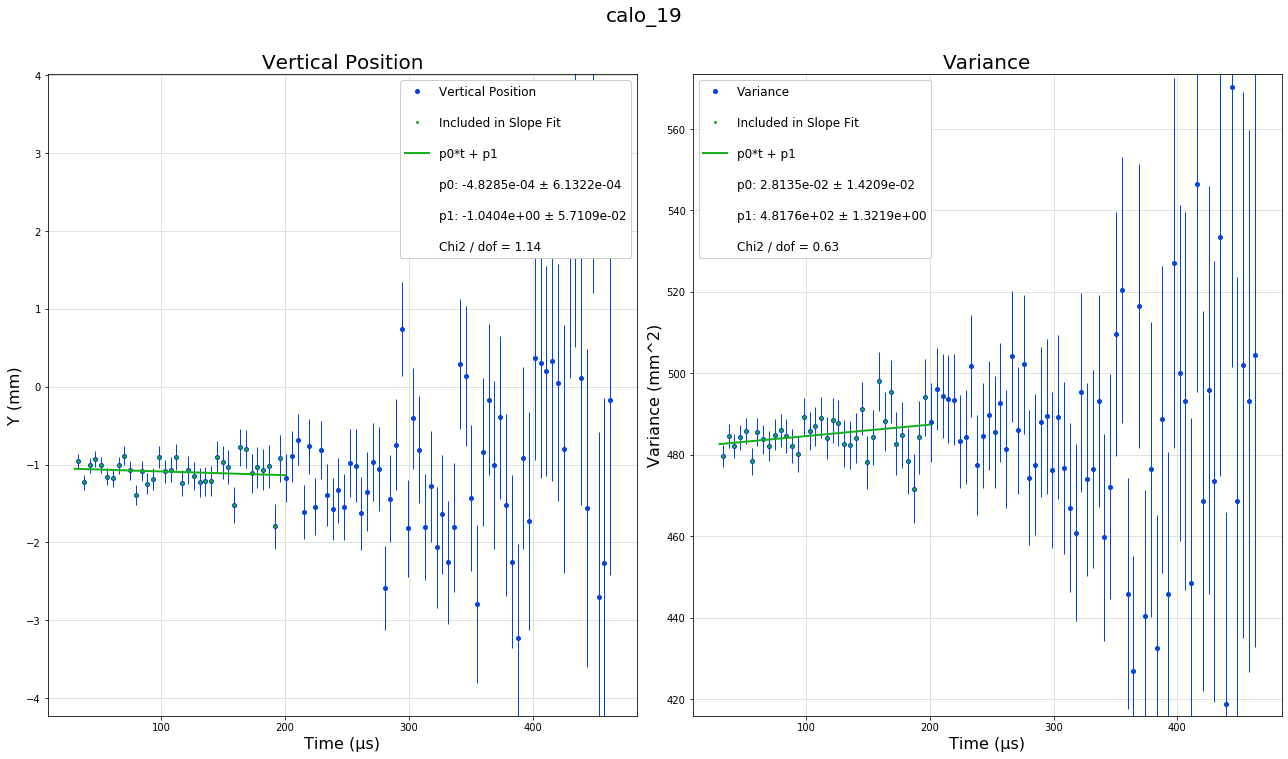 calo_19
Vertical Position
Vertical Position
Included in Slope Fit
p0*t + p1
p0: -4.8285e-04 ± 6.1322e-04
p1: -1.0404e+00 ± 5.7109e-02
Chi2 / dof = 1.14
4
3
2
1
0
−1
−2
−3
−4
Y (mm)
100
200
300
400
Time (μs)
Variance
Variance
Included in Slope Fit
p0*t + p1
p0: 2.8135e-02 ± 1.4209e-02
p1: 4.8176e+02 ± 1.3219e+00
Chi2 / dof = 0.63
560
540
520
500
480
460
440
420
Variance (mm^2)
100
200
300
400
Time (μs)